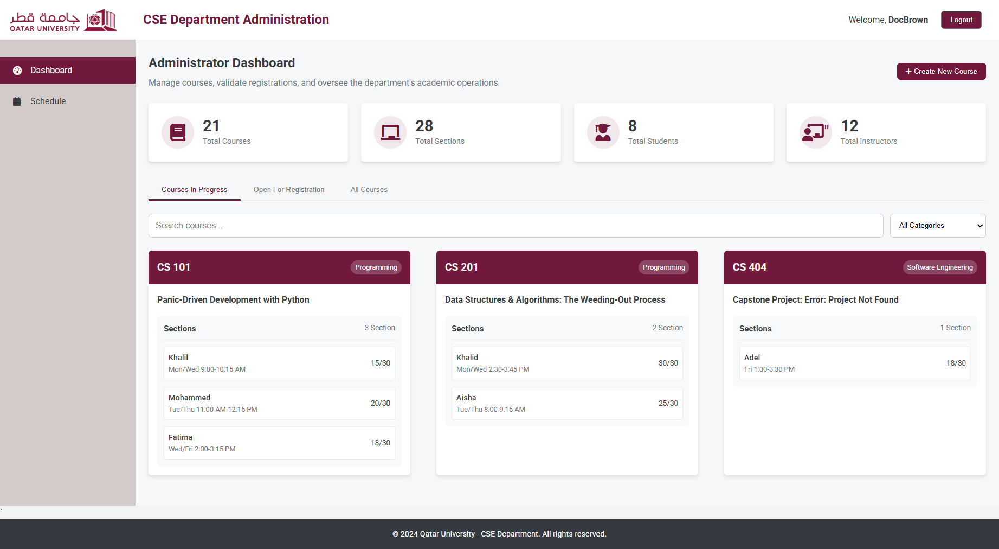 جامعة قطر
QATAR UNIVERSITY
CSE Department Administration
Welcome, DocBrown
Logout
Dashboard
Schedule
Administrator Dashboard
Manage courses, validate registrations, and oversee the department's academic operations
+ Create New Course
21
Total Courses
28
Total Sections
8
Total Students
"
12
Total Instructors
Courses In Progress
Open For Registration
All Courses
Search courses...
All Categories
CS 101
Programming
Panic-Driven Development with Python
Sections
3 Section
Khalil
Mon/Wed 9:00-10:15 AM
15/30
Mohammed
Tue/Thu 11:00 AM-12:15 PM
20/30
Fatima
Wed/Fri 2:00-3:15 PM
18/30
CS 201
Programming
Data Structures & Algorithms: The Weeding-Out Process
Sections
2 Section
Khalid
Mon/Wed 2:30-3:45 PM
30/30
Aisha
Tue/Thu 8:00-9:15 AM
25/30
CS 404
Software Engineering
Capstone Project: Error: Project Not Found
Sections
1 Section
Adel
Fri 1:00-3:30 PM
18/30
`
© 2024 Qatar University - CSE Department. All rights reserved.